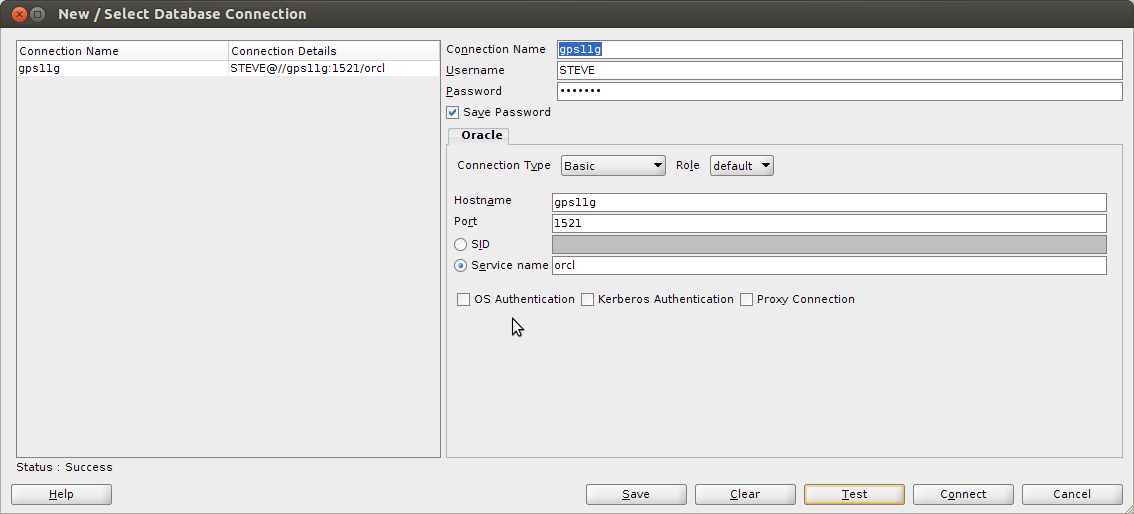 New / Select Database Connection
Connection Name Connection Details
gps11g STEVE@//gps11g:1521/orcl
Connection Name gps11g
Username STEVE
Password •••••••
Save Password
Oracle
Connection Type Basic Role default
Hostname gps11g
Port 1521
SID
Service name orcl
OS Authentication Kerberos Authentication Proxy Connection
Status : Success
Help Save Clear Test Connect Cancel